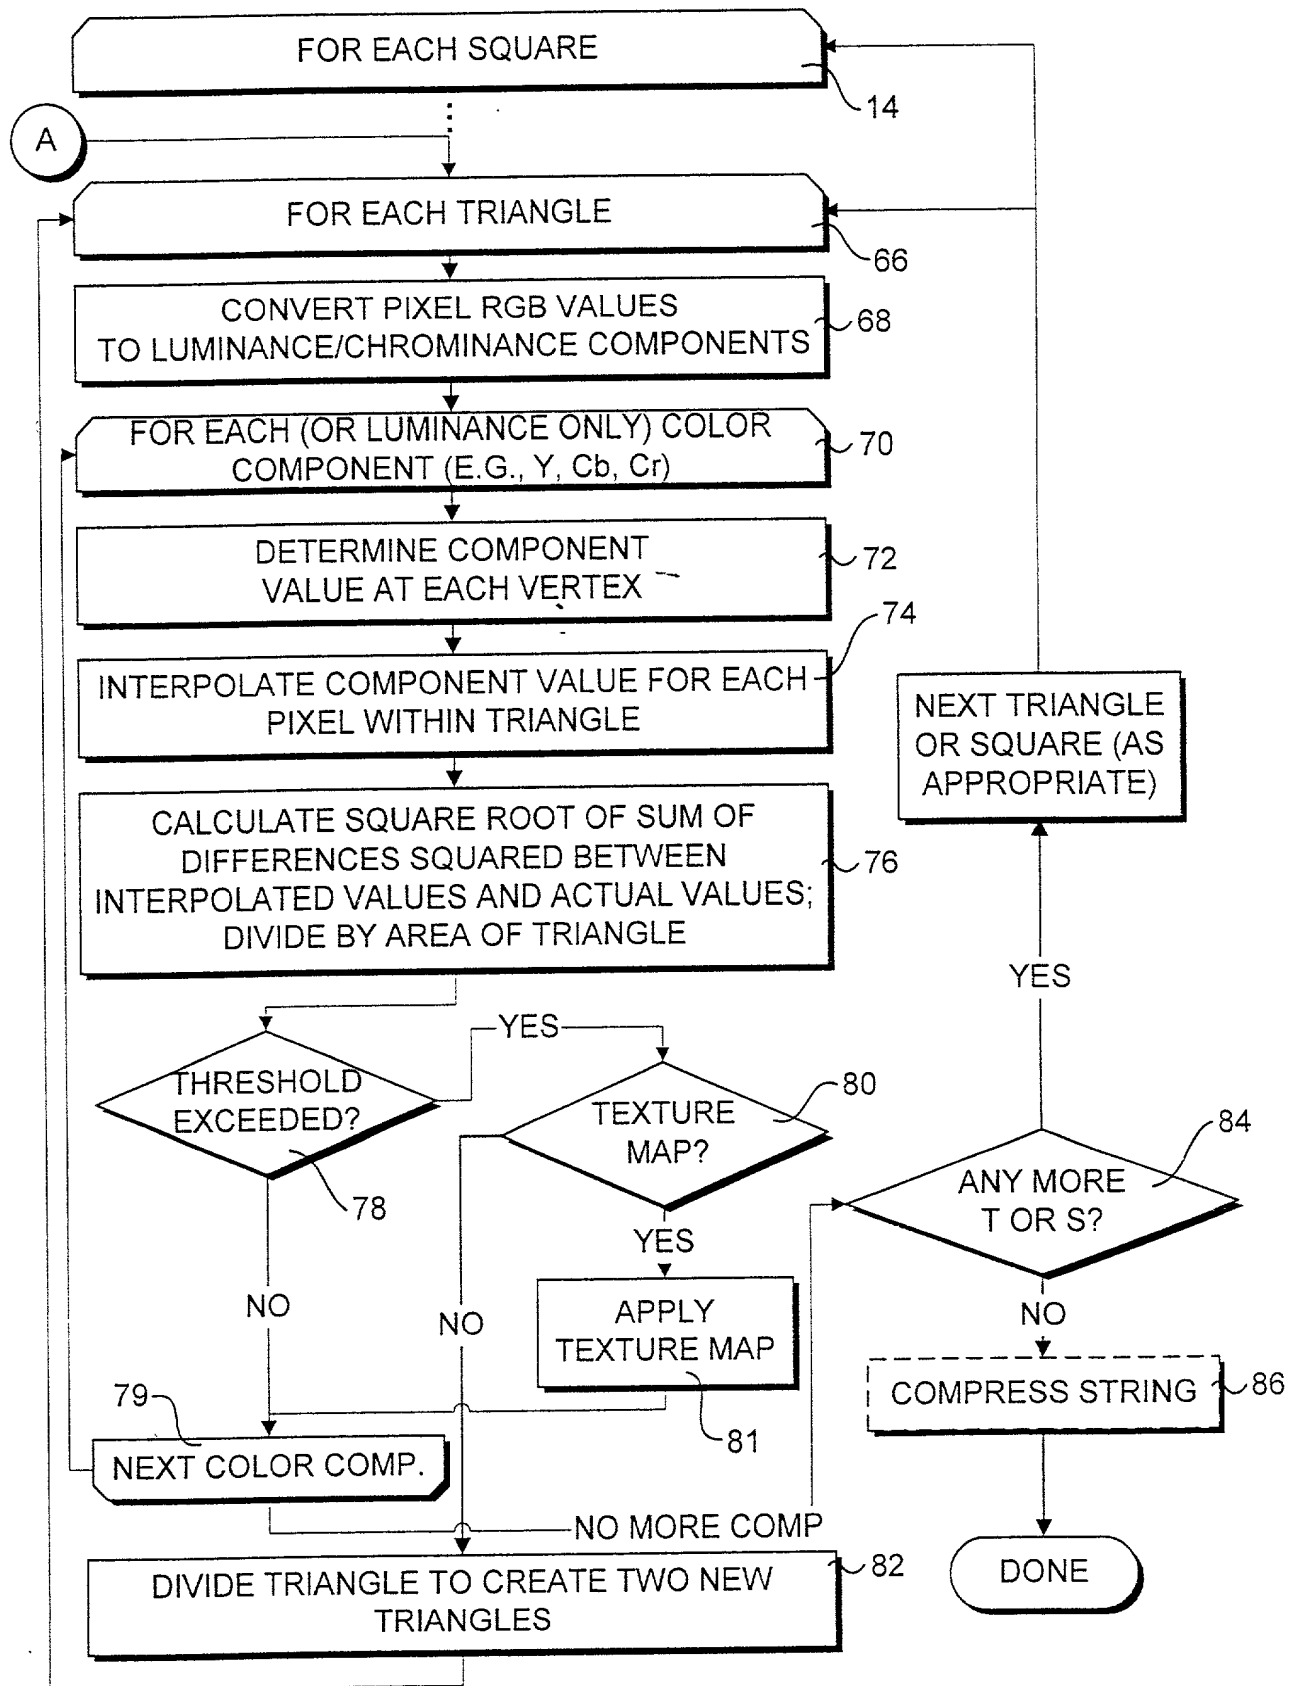 FOR EACH SQUARE
14
A
FOR EACH TRIANGLE
66
CONVERT PIXEL RGB VALUES
TO LUMINANCE/CHROMINANCE COMPONENTS
68
FOR EACH (OR LUMINANCE ONLY) COLOR
COMPONENT (E.G., Y, Cb, Cr)
70
DETERMINE COMPONENT
VALUE AT EACH VERTEX
72
INTERPOLATE COMPONENT VALUE FOR EACH
PIXEL WITHIN TRIANGLE
74
NEXT TRIANGLE
OR SQUARE (AS
APPROPRIATE)
CALCULATE SQUARE ROOT OF SUM OF
DIFFERENCES SQUARED BETWEEN
INTERPOLATED VALUES AND ACTUAL VALUES;
DIVIDE BY AREA OF TRIANGLE
76
YES
YES
THRESHOLD
EXCEEDED?
78
TEXTURE
MAP?
80
ANY MORE
T OR S?
84
YES
NO
NO
NO
APPLY
TEXTURE MAP
81
COMPRESS STRING
86
79
NEXT COLOR COMP.
NO MORE COMP
DIVIDE TRIANGLE TO CREATE TWO NEW
TRIANGLES
82
DONE